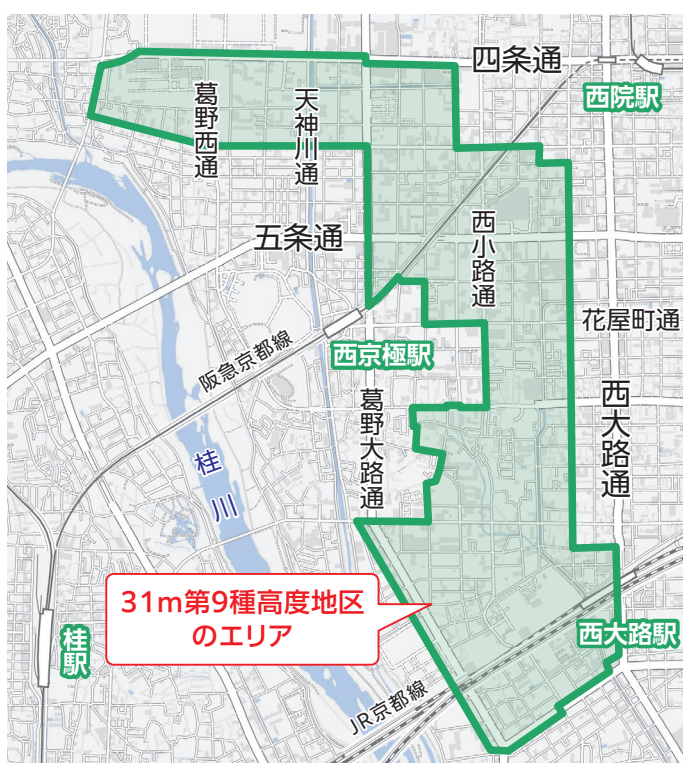 四条通
西院駅
葛野西通
天神川通
西小路通
五条通
花屋町通
西京極駅
阪急京都線
葛野大路通
西大路通
桂川
31m第9種高度地区
のエリア
桂駅
西大路駅
JR京都線